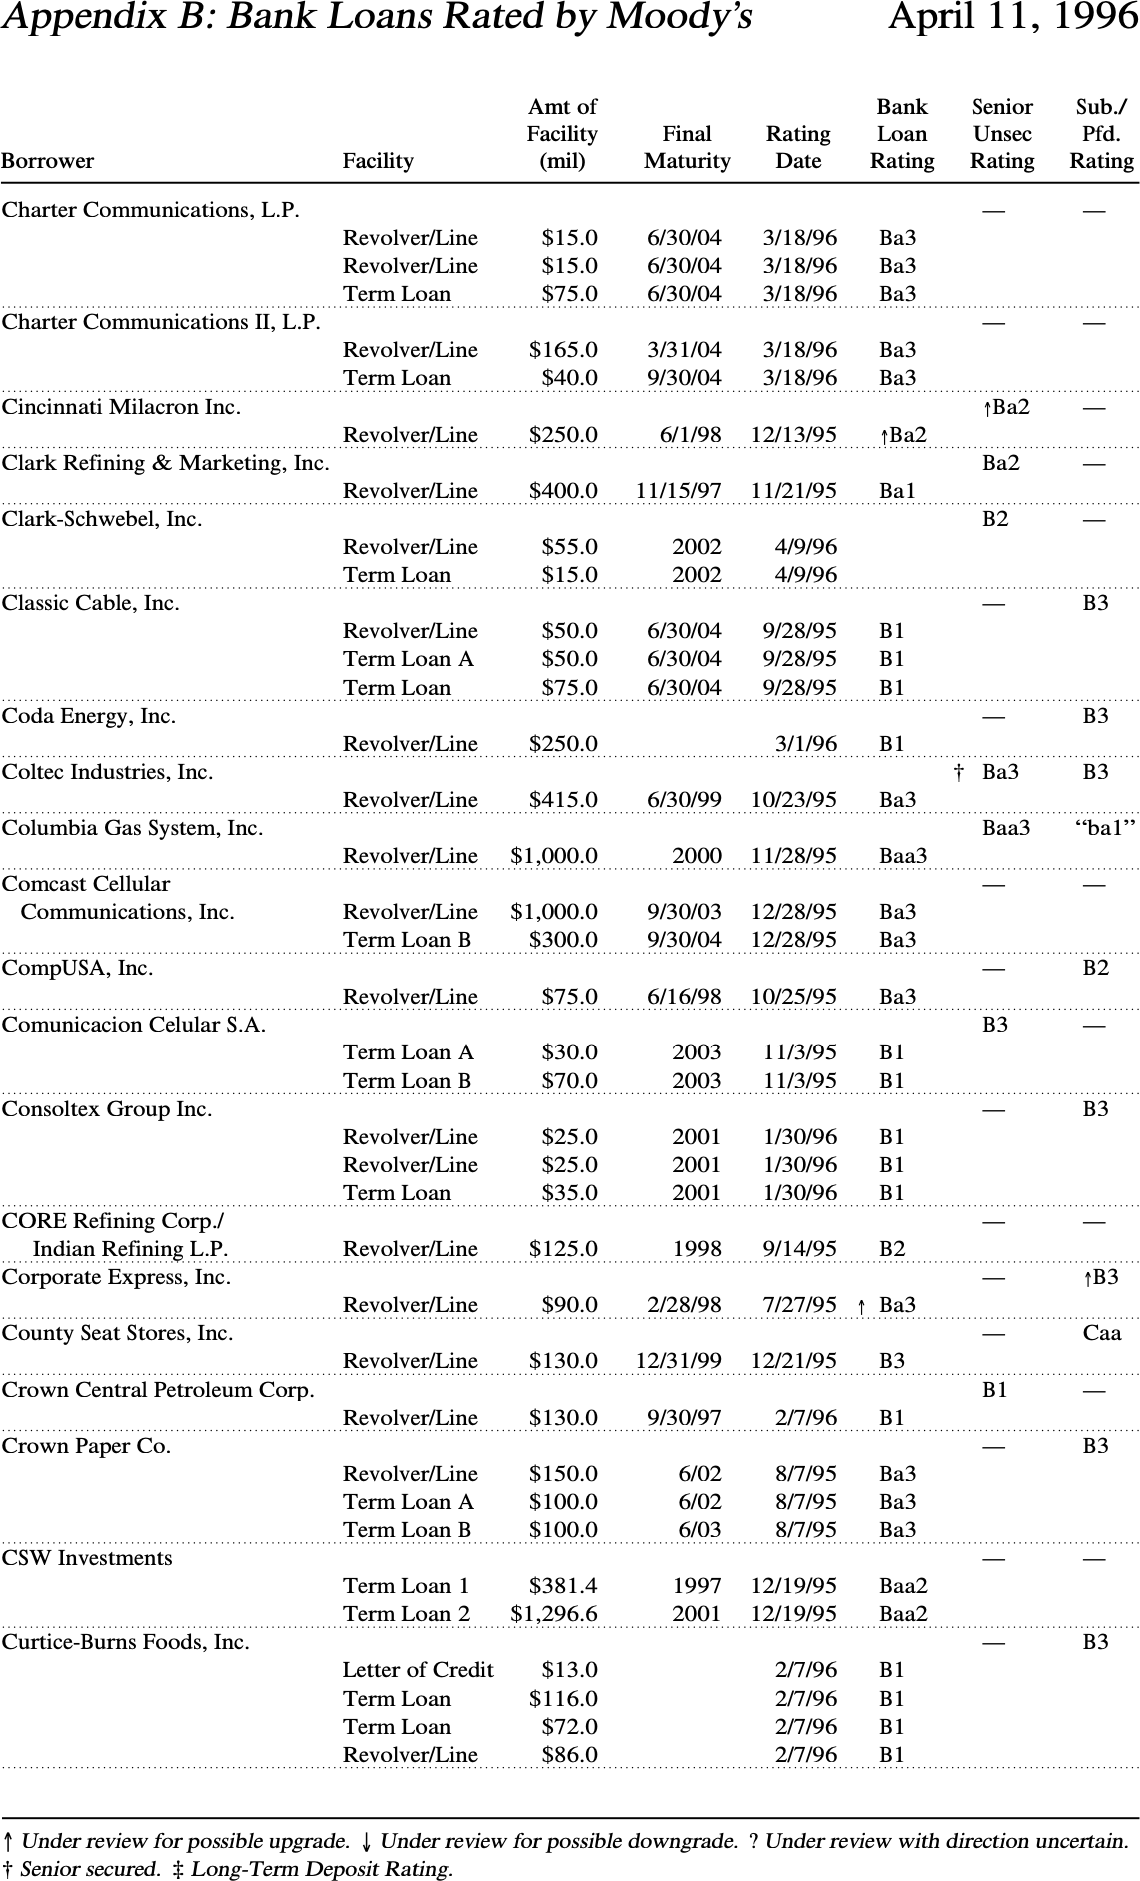 Appendix B: Bank Loans Rated by Moody’s April 11, 1996
Amt of Bank Senior Sub./
Facility Final Rating Loan Unsec Pfd.
Borrower Facility (mil) Maturity Date Rating Rating Rating
Charter Communications, L.P. — —
Revolver/Line $15.0 6/30/04 3/18/96 Ba3
Revolver/Line $15.0 6/30/04 3/18/96 Ba3
Term Loan $75.0 6/30/04 3/18/96 Ba3
Charter Communications II, L.P. — —
Revolver/Line $165.0 3/31/04 3/18/96 Ba3
Term Loan $40.0 9/30/04 3/18/96 Ba3
Cincinnati Milacron Inc. ↑Ba2 —
Revolver/Line $250.0 6/1/98 12/13/95 ↑Ba2
Clark Refining & Marketing, Inc. Ba2 —
Revolver/Line $400.0 11/15/97 11/21/95 Ba1
Clark-Schwebel, Inc. B2 —
Revolver/Line $55.0 2002 4/9/96
Term Loan $15.0 2002 4/9/96
Classic Cable, Inc. — B3
Revolver/Line $50.0 6/30/04 9/28/95 B1
Term Loan A $50.0 6/30/04 9/28/95 B1
Term Loan $75.0 6/30/04 9/28/95 B1
Coda Energy, Inc. — B3
Revolver/Line $250.0 3/1/96 B1
Coltec Industries, Inc. † Ba3 B3
Revolver/Line $415.0 6/30/99 10/23/95 Ba3
Columbia Gas System, Inc. Baa3 “ba1”
Revolver/Line $1,000.0 2000 11/28/95 Baa3
Comcast Cellular — —
Communications, Inc. Revolver/Line $1,000.0 9/30/03 12/28/95 Ba3
Term Loan B $300.0 9/30/04 12/28/95 Ba3
CompUSA, Inc. — B2
Revolver/Line $75.0 6/16/98 10/25/95 Ba3
Comunicacion Celular S.A. B3 —
Term Loan A $30.0 2003 11/3/95 B1
Term Loan B $70.0 2003 11/3/95 B1
Consoltex Group Inc. — B3
Revolver/Line $25.0 2001 1/30/96 B1
Revolver/Line $25.0 2001 1/30/96 B1
Term Loan $35.0 2001 1/30/96 B1
CORE Refining Corp./ — —
Indian Refining L.P. Revolver/Line $125.0 1998 9/14/95 B2
Corporate Express, Inc. — ↑B3
Revolver/Line $90.0 2/28/98 7/27/95 ↑ Ba3
County Seat Stores, Inc. — Caa
Revolver/Line $130.0 12/31/99 12/21/95 B3
Crown Central Petroleum Corp. B1 —
Revolver/Line $130.0 9/30/97 2/7/96 B1
Crown Paper Co. — B3
Revolver/Line $150.0 6/02 8/7/95 Ba3
Term Loan A $100.0 6/02 8/7/95 Ba3
Term Loan B $100.0 6/03 8/7/95 Ba3
CSW Investments — —
Term Loan 1 $381.4 1997 12/19/95 Baa2
Term Loan 2 $1,296.6 2001 12/19/95 Baa2
Curtice-Burns Foods, Inc. — B3
Letter of Credit $13.0 2/7/96 B1
Term Loan $116.0 2/7/96 B1
Term Loan $72.0 2/7/96 B1
Revolver/Line $86.0 2/7/96 B1
↑ Under review for possible upgrade. ↓ Under review for possible downgrade. ? Under review with direction uncertain.
† Senior secured. ‡ Long-Term Deposit Rating.